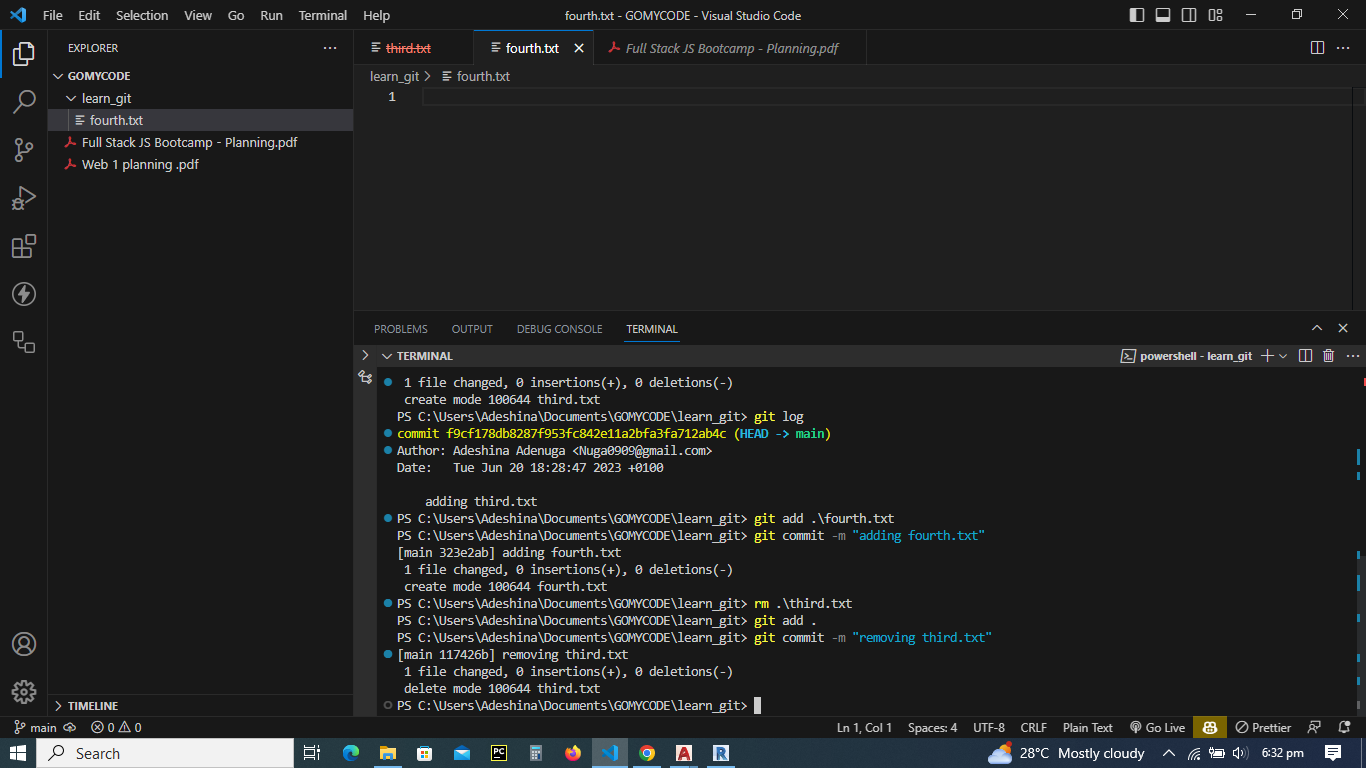 File Edit Selection View Go Run Terminal Help
fourth.txt - GOMYCODE - Visual Studio Code
EXPLORER
GOMYCODE
learn_git
fourth.txt
Full Stack JS Bootcamp - Planning.pdf
Web 1 planning .pdf
TIMELINE
third.txt
fourth.txt
Full Stack JS Bootcamp - Planning.pdf
learn_git > fourth.txt
1
PROBLEMS OUTPUT DEBUG CONSOLE TERMINAL
TERMINAL
powershell - learn_git
1 file changed, 0 insertions(+), 0 deletions(-)
create mode 100644 third.txt
PS C:\Users\Adeshina\Documents\GOMYCODE\learn_git> git log
commit f9cf178db8287f953fc842e11a2bfa3fa712ab4c (HEAD -> main)
Author: Adeshina Adenuga <Nuga0909@gmail.com>
Date: Tue Jun 20 18:28:47 2023 +0100
adding third.txt
PS C:\Users\Adeshina\Documents\GOMYCODE\learn_git> git add .\fourth.txt
PS C:\Users\Adeshina\Documents\GOMYCODE\learn_git> git commit -m "adding fourth.txt"
[main 323e2ab] adding fourth.txt
1 file changed, 0 insertions(+), 0 deletions(-)
create mode 100644 fourth.txt
PS C:\Users\Adeshina\Documents\GOMYCODE\learn_git> rm .\third.txt
PS C:\Users\Adeshina\Documents\GOMYCODE\learn_git> git add .
PS C:\Users\Adeshina\Documents\GOMYCODE\learn_git> git commit -m "removing third.txt"
[main 117426b] removing third.txt
1 file changed, 0 insertions(+), 0 deletions(-)
delete mode 100644 third.txt
PS C:\Users\Adeshina\Documents\GOMYCODE\learn_git>
main 0 0
Ln 1, Col 1 Spaces: 4 UTF-8 CRLF Plain Text Go Live Prettier
Search
PC
A
R
28°C Mostly cloudy
6:32 pm